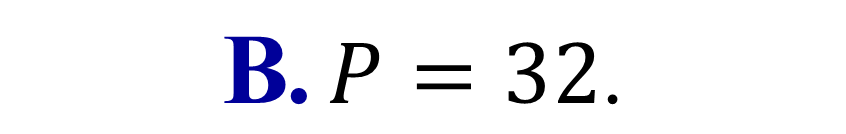 B. P = 32.